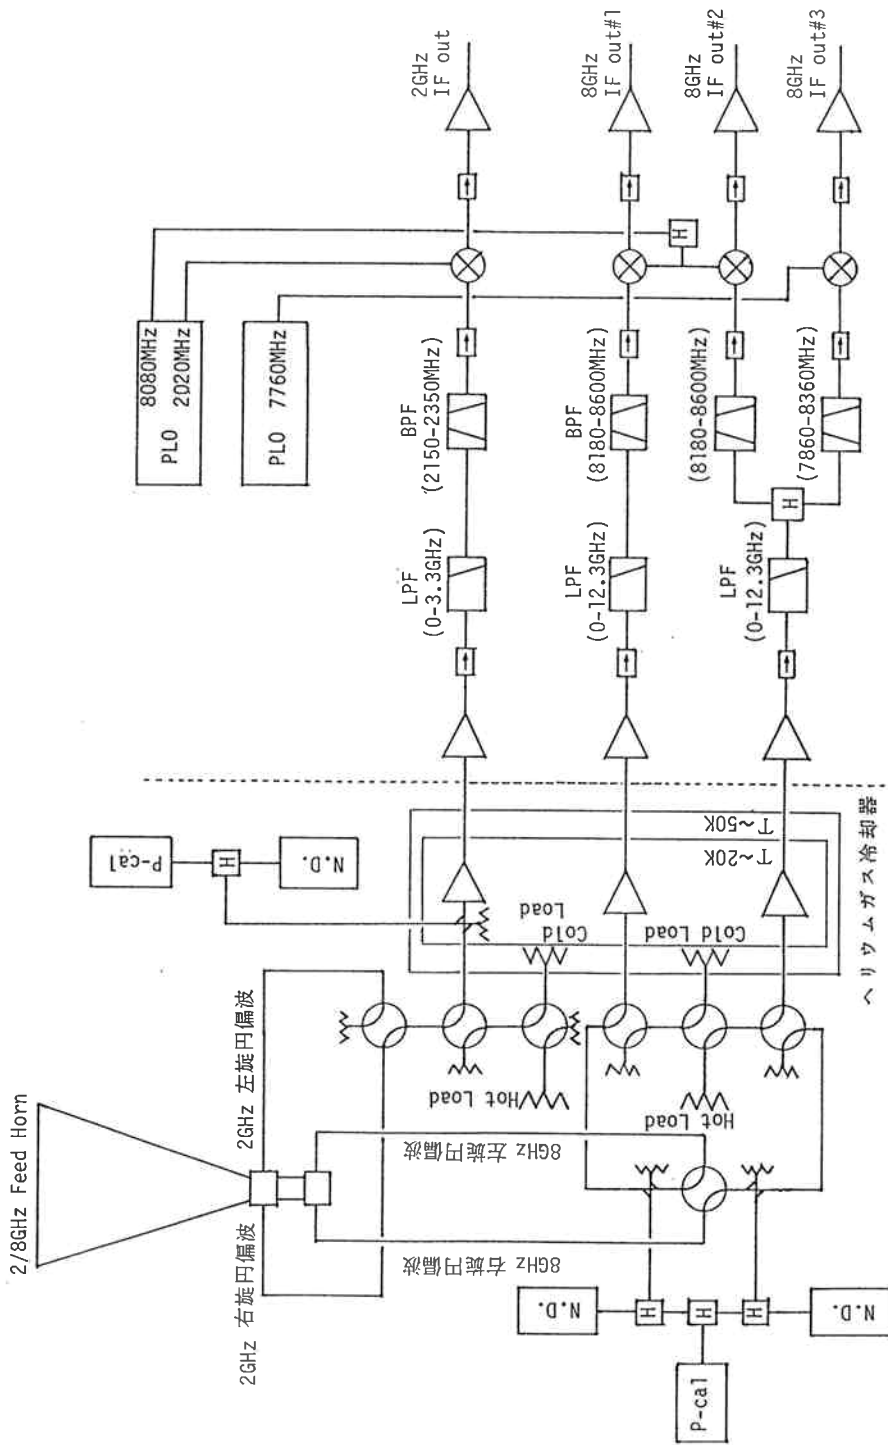 2/8GHz Feed Horn
2GHz 右旋円偏波
2GHz 左旋円偏波
8GHz 右旋円偏波
8GHz 左旋円偏波
P-cal
H
N.D.
N.D.
H
H
H
N.D.
P-cal
Hot Load
Hot Load
Cold
Load
Cold Load
T~20K
T~50K
ヘリウムガス冷却器
LPF
(0-3.3GHz)
BPF
(2150-2350MHz)
LPF
(0-12.3GHz)
BPF
(8180-8600MHz)
LPF
(0-12.3GHz)
H
(8180-8600MHz)
(7860-8360MHz)
8080MHz
PLO 2020MHz
PLO 7760MHz
H
2GHz
IF out
8GHz
IF out#1
8GHz
IF out#2
8GHz
IF out#3